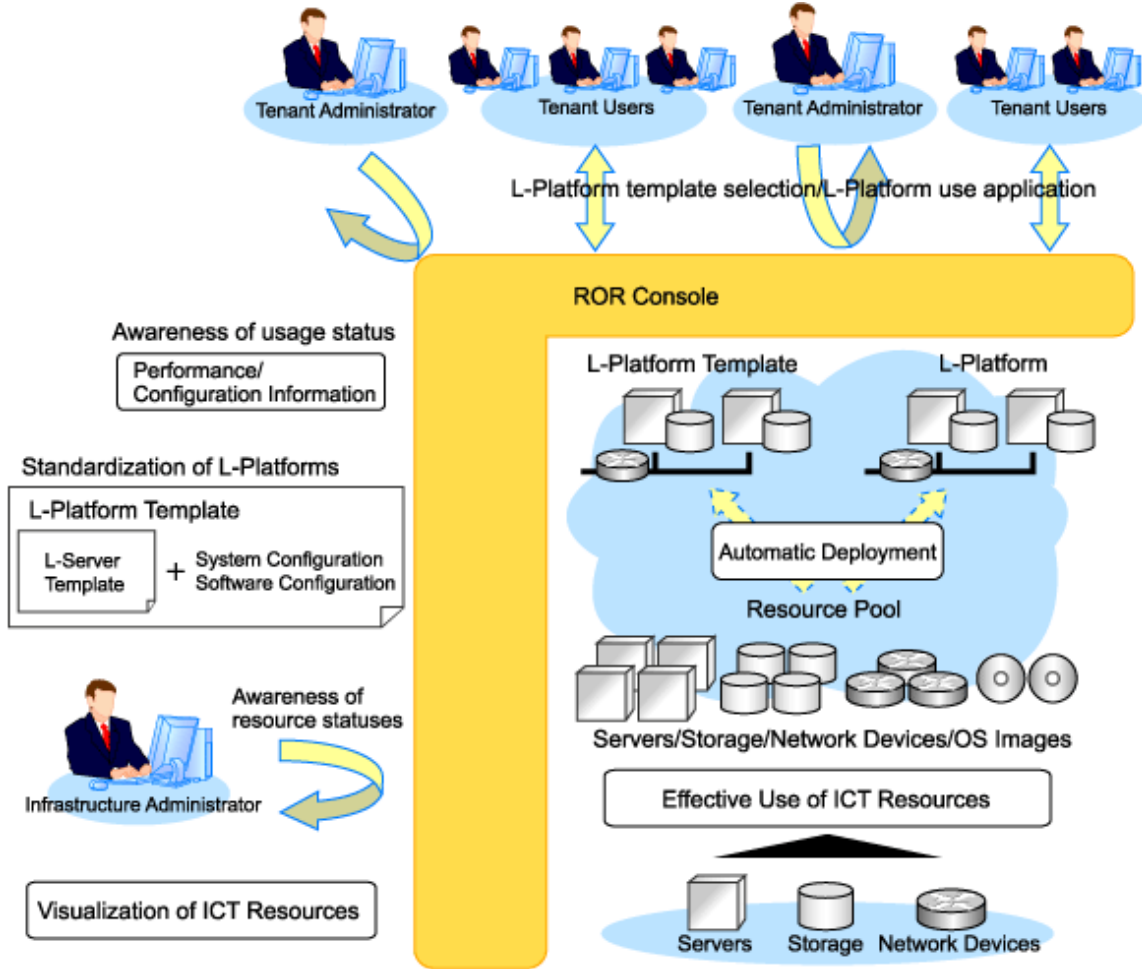 Tenant Administrator
Tenant Users
Tenant Administrator
Tenant Users
L-Platform template selection/L-Platform use application
ROR Console
Awareness of usage status
Performance/
Configuration Information
L-Platform Template
L-Platform
Standardization of L-Platforms
L-Platform Template
L-Server
Template
+
System Configuration
Software Configuration
Automatic Deployment
Resource Pool
Awareness of
resource statuses
Infrastructure Administrator
Servers/Storage/Network Devices/OS Images
Effective Use of ICT Resources
Visualization of ICT Resources
Servers
Storage
Network Devices